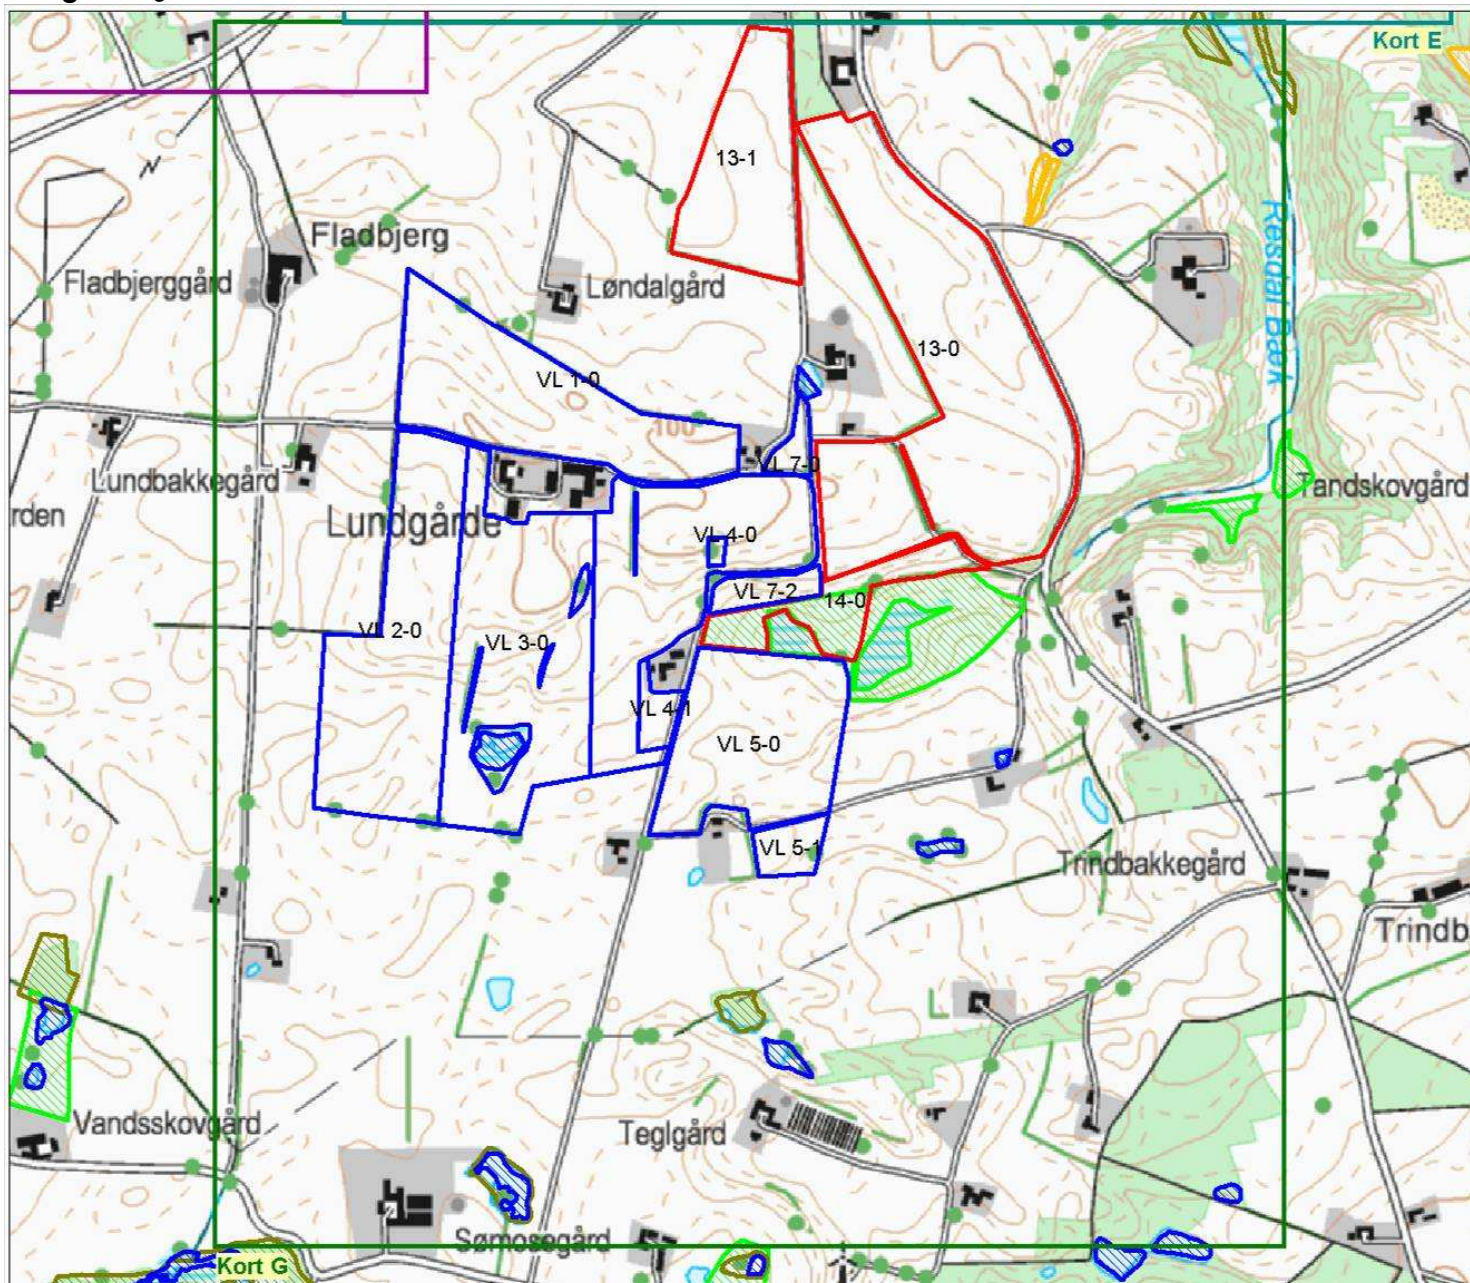 Kort E
13-1
Fladbjerg
Resdal Bæk
Fladbjerggård
Løndalgård
13-0
VL 1-0
100
Lundbakkegård
VL 7-0
Tandskovgård
rden
Lundgårde
VL 4-0
VL 7-2
14-0
VL 2-0
VL 3-0
VL 4-1
VL 5-0
VL 5-1
Trindbakkegård
Trindb
Vandsskovgård
Teglgård
Sørmosegård
Kort G